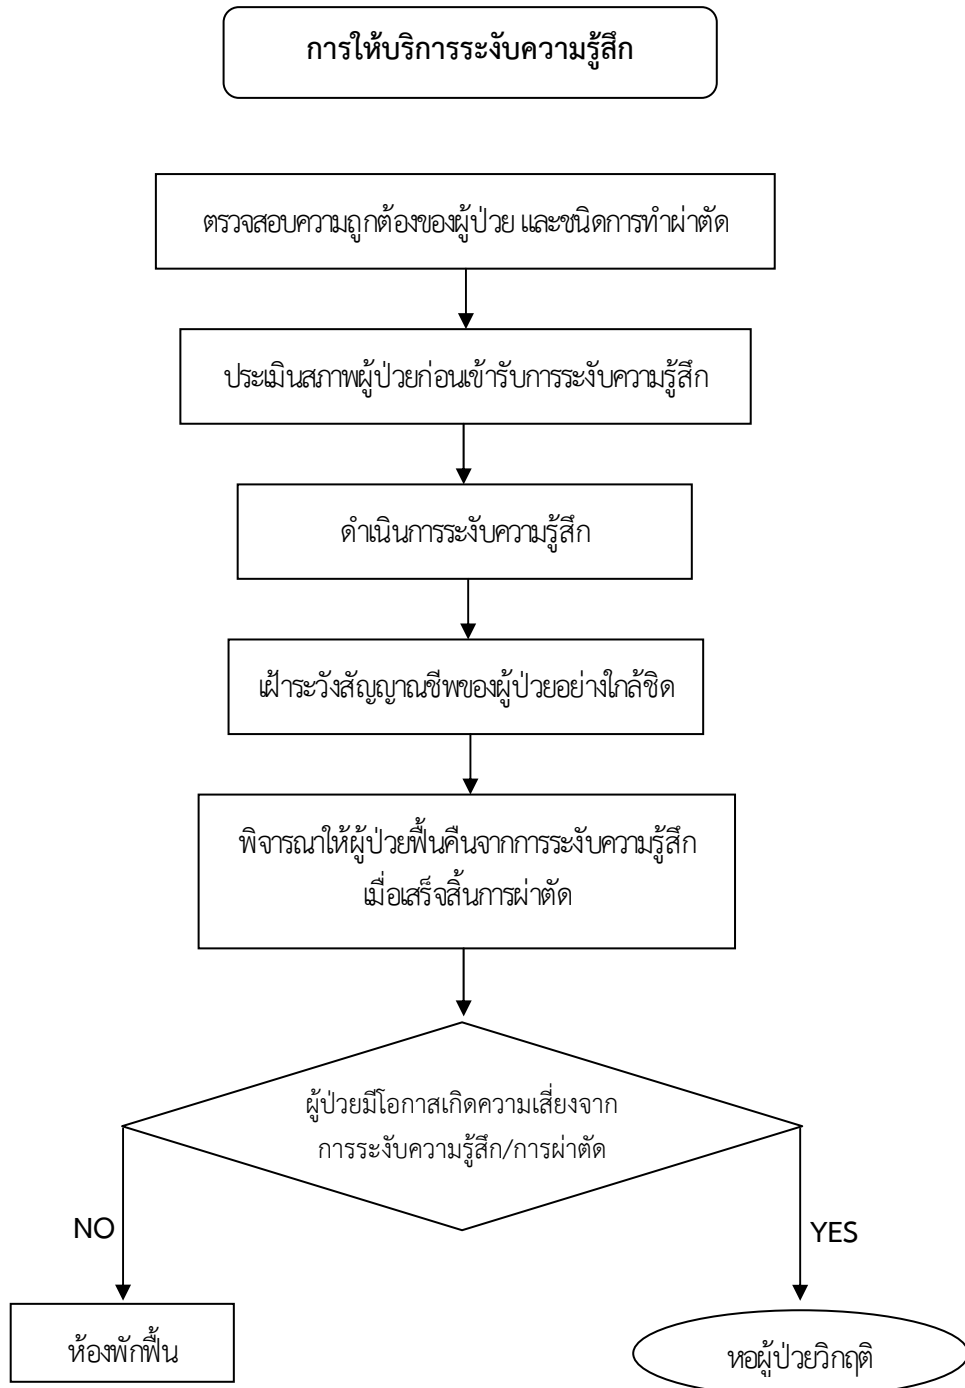 การให้บริการระงับความรู้สึก
ตรวจสอบความถูกต้องของผู้ป่วย และชนิดการทำผ่าตัด
ประเมินสภาพผู้ป่วยก่อนเข้ารับการระงับความรู้สึก
ดำเนินการระงับความรู้สึก
เฝ้าระวังสัญญาณชีพของผู้ป่วยอย่างใกล้ชิด
พิจารณาให้ผู้ป่วยฟื้นคืนจากการระงับความรู้สึก
เมื่อเสร็จสิ้นการผ่าตัด
ผู้ป่วยมีโอกาสเกิดความเสี่ยงจาก
การระงับความรู้สึก/การผ่าตัด
NO
YES
ห้องพักฟื้น
หอผู้ป่วยวิกฤติ